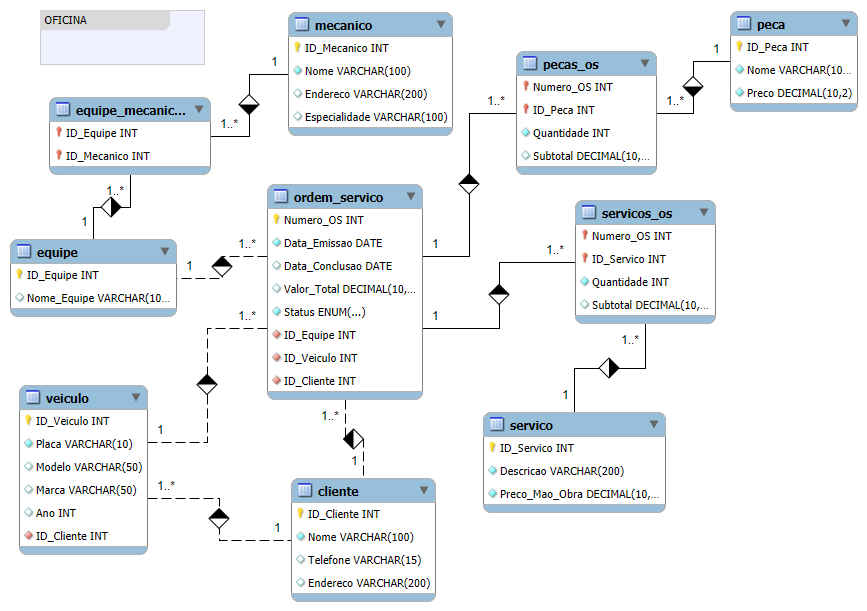 OFICINA
mecanico
ID_Mecanico INT
Nome VARCHAR(100)
Endereco VARCHAR(200)
Especialidade VARCHAR(100)
1
1..*
equipe_mecanic...
ID_Equipe INT
ID_Mecanico INT
1..*
1
equipe
ID_Equipe INT
Nome_Equipe VARCHAR(10...
1
1..*
ordem_servico
Numero_OS INT
Data_Emissao DATE
Data_Conclusao DATE
Valor_Total DECIMAL(10,...
Status ENUM(...)
ID_Equipe INT
ID_Veiculo INT
ID_Cliente INT
1
1..*
pecas_os
Numero_OS INT
ID_Peca INT
Quantidade INT
Subtotal DECIMAL(10,...
1..*
1
peca
ID_Peca INT
Nome VARCHAR(10...
Preco DECIMAL(10,2)
1
1..*
servicos_os
Numero_OS INT
ID_Servico INT
Quantidade INT
Subtotal DECIMAL(10,...
1..*
1
servico
ID_Servico INT
Descricao VARCHAR(200)
Preco_Mao_Obra DECIMAL(10,...
1..*
1
veiculo
ID_Veiculo INT
Placa VARCHAR(10)
Modelo VARCHAR(50)
Marca VARCHAR(50)
Ano INT
ID_Cliente INT
1..*
1
1..*
1
cliente
ID_Cliente INT
Nome VARCHAR(100)
Telefone VARCHAR(15)
Endereco VARCHAR(200)